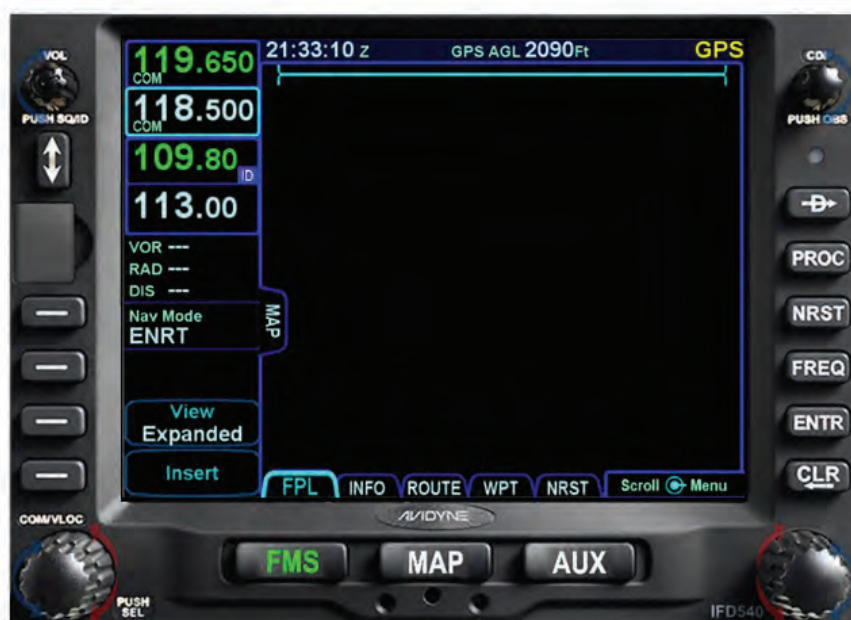 VOL
PUSH SQ/ID
119.650
COM
118.500
COM
109.80
ID
113.00
VOR ---
RAD ---
DIS ---
Nav Mode
ENRT
View
Expanded
Insert
21:33:10 Z
GPS AGL 2090Ft
GPS
MAP
FPL
INFO
ROUTE
WPT
NRST
Scroll Menu
CDI
PUSH OBS
D
PROC
NRST
FREQ
ENTR
CLR
COM/VLOC
PUSH
SEL
AVIDYNE
FMS
MAP
AUX
IFD540